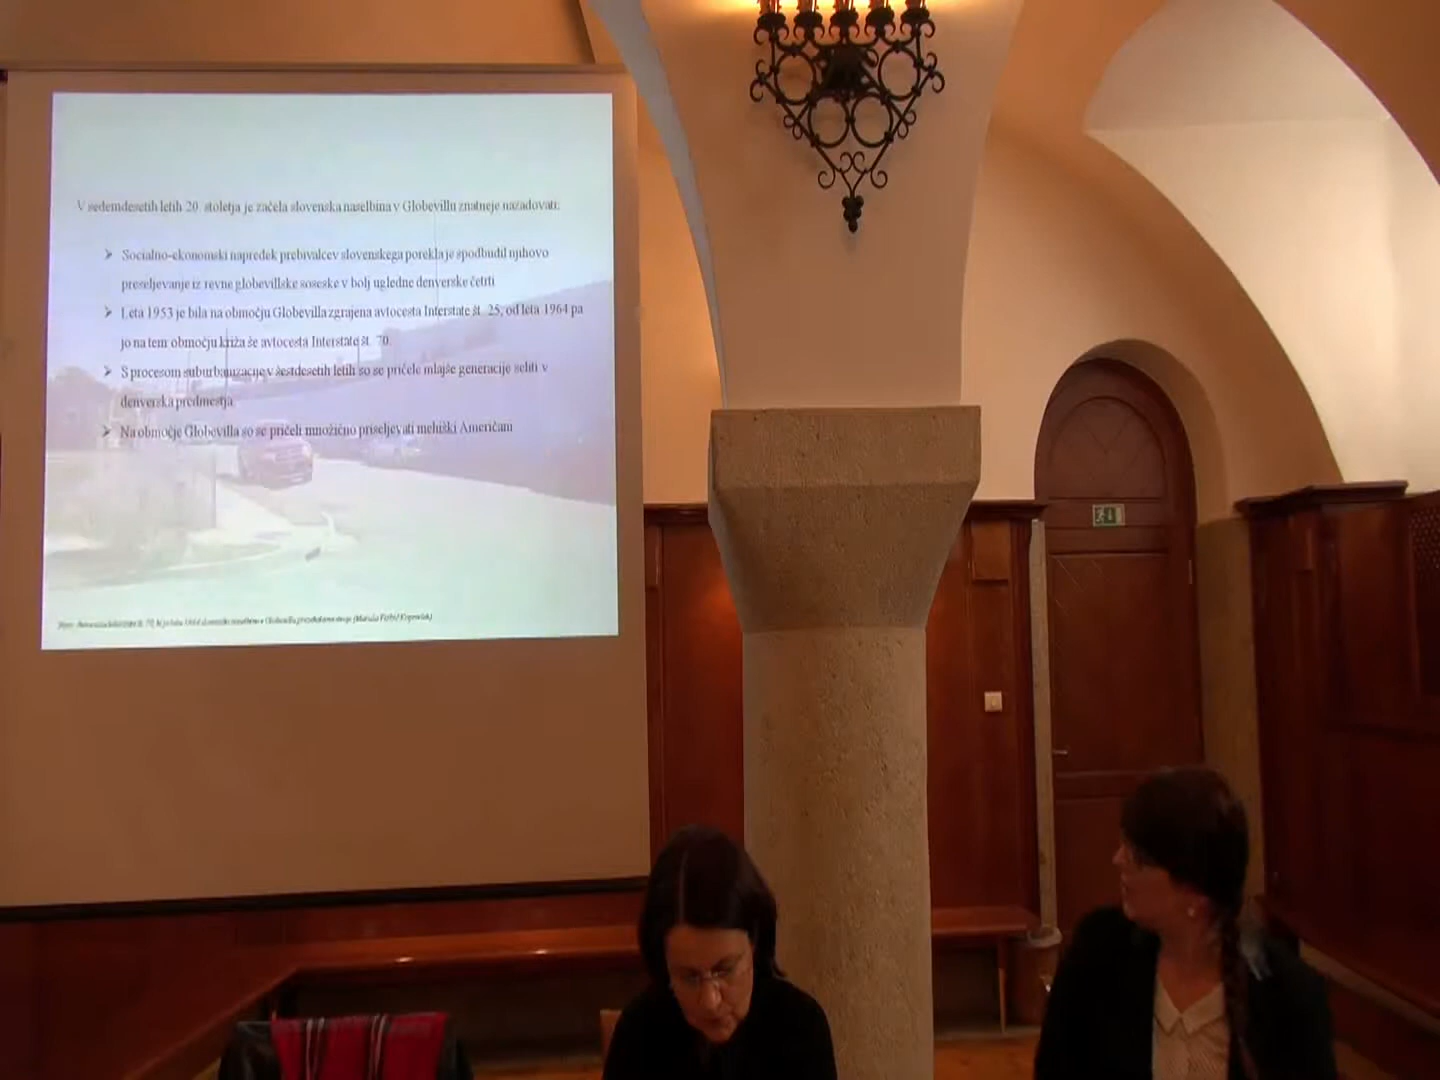 V sedemdesetih letih 20. stoletja je začela slovenska naselbina v Globevillu znatneje nazadovati:
➢ Socialno-ekonomski napredek prebivalcev slovenskega porekla je spodbudil njihovo
preseljevanje iz revne globevillske soseske v bolj ugledne denverske četrti
➢ Leta 1953 je bila na območju Globevilla zgrajena avtocesta Interstate št. 25, od leta 1964 pa
jo na tem območju križa še avtocesta Interstate št. 70.
➢ S procesom suburbanizacije v šestdesetih letih so se pričele mlajše generacije seliti v
denverska predmestja.
➢ Na območje Globevilla so se pričeli množično priseljevati mehiški Američani